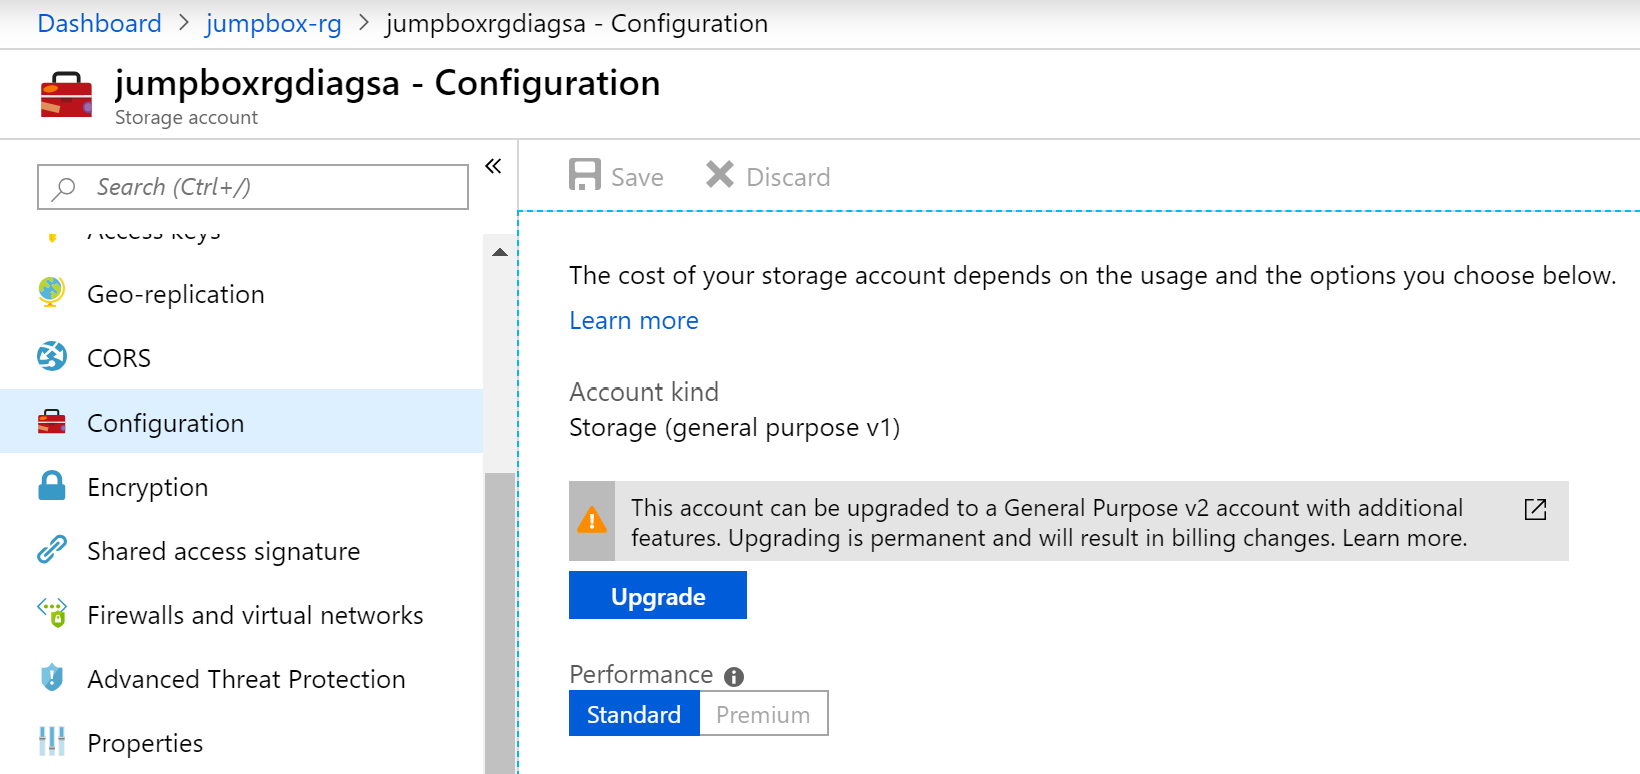 Dashboard > jumpbox-rg > jumpboxrgdiagsa - Configuration
jumpboxrgdiagsa - Configuration
Storage account
Search (Ctrl+/)
Access keys
Geo-replication
CORS
Configuration
Encryption
Shared access signature
Firewalls and virtual networks
Advanced Threat Protection
Properties
Save
Discard
The cost of your storage account depends on the usage and the options you choose below.
Learn more
Account kind
Storage (general purpose v1)
This account can be upgraded to a General Purpose v2 account with additional
features. Upgrading is permanent and will result in billing changes. Learn more.
Upgrade
Performance
Standard
Premium